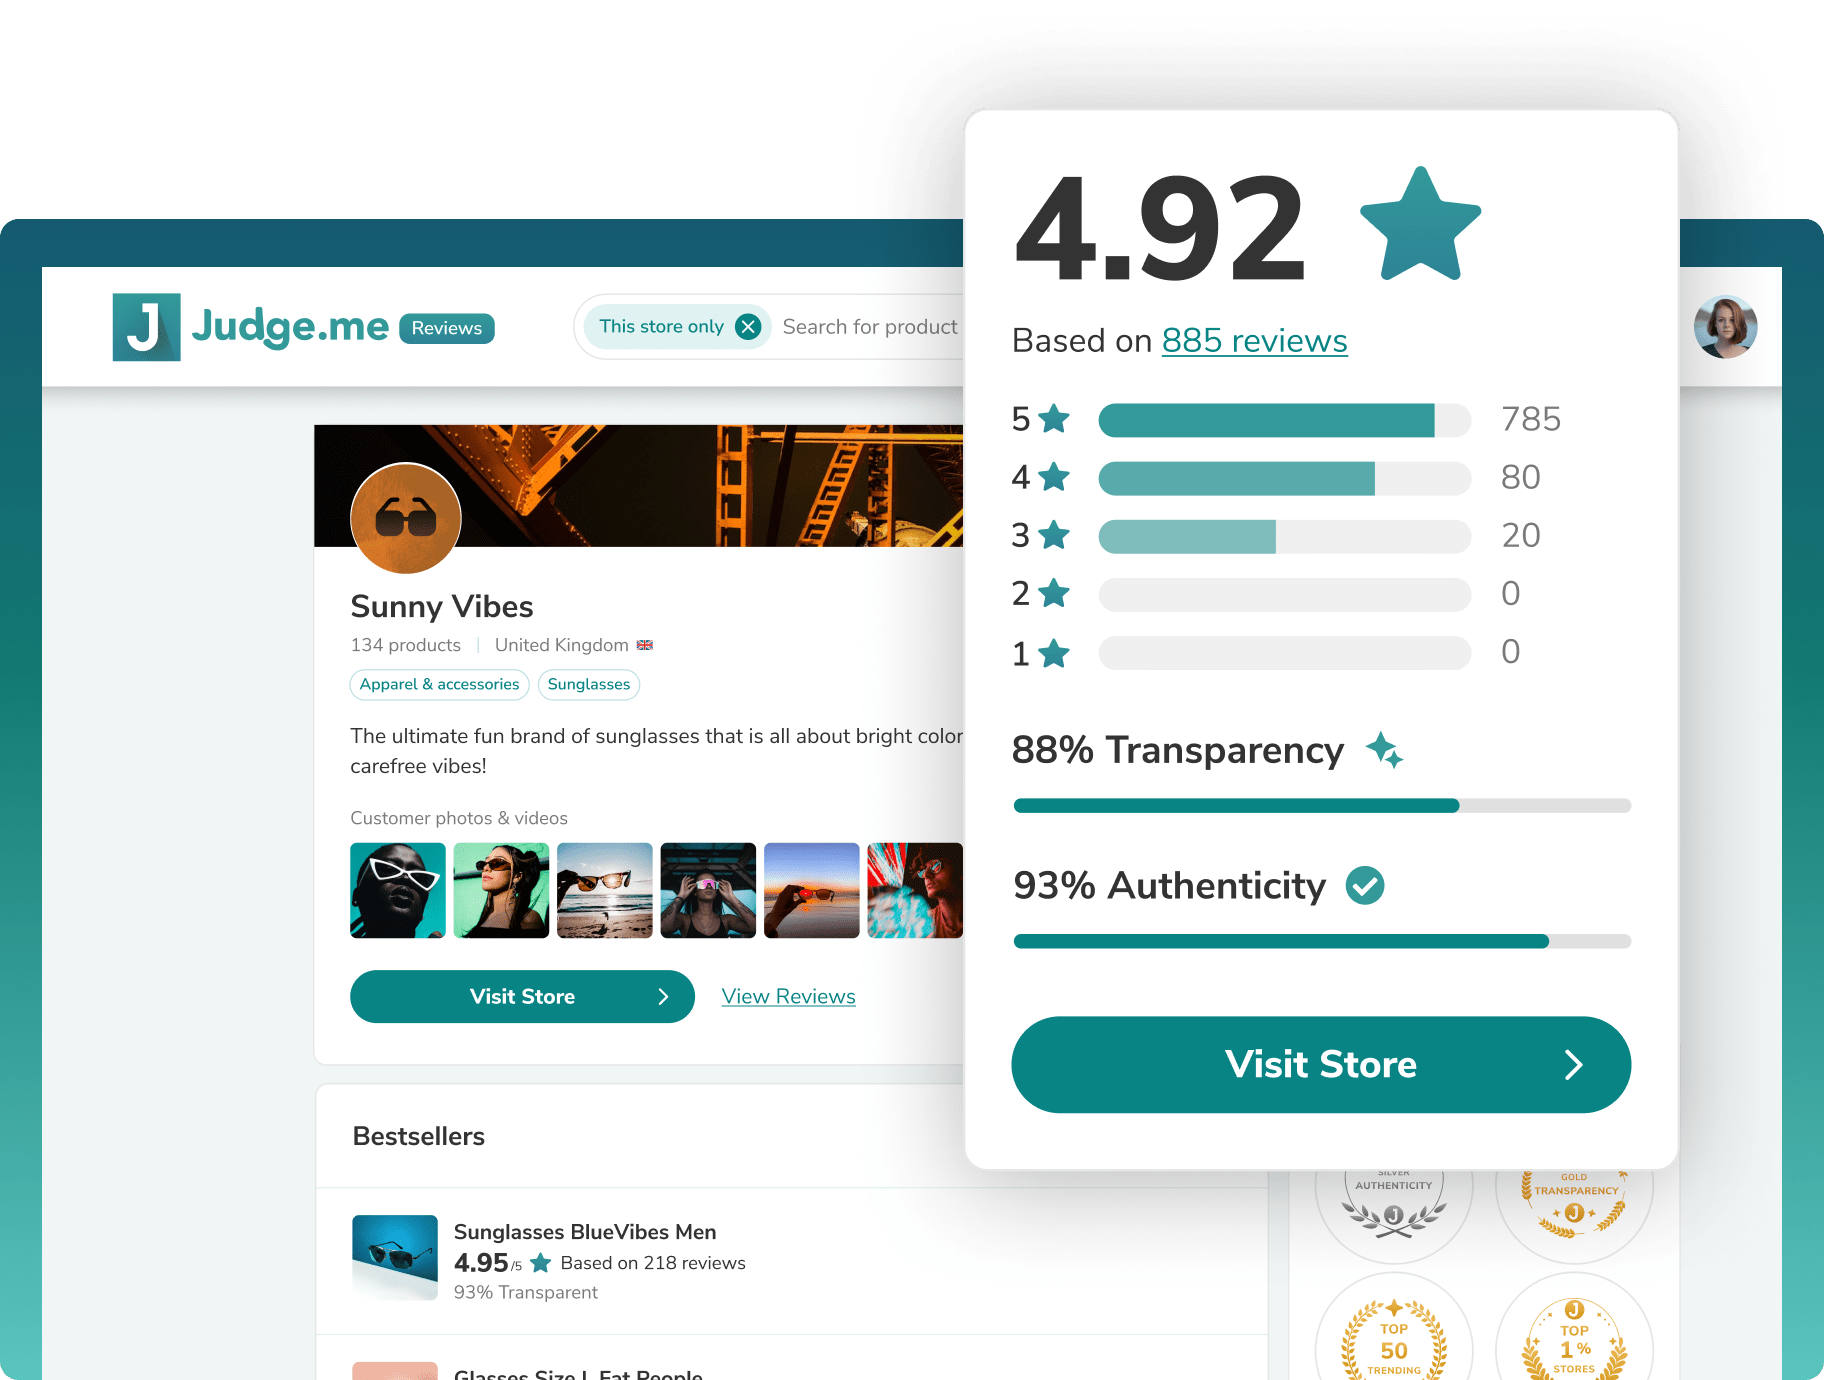 J Judge.me Reviews
This store only Search for product
Sunny Vibes
134 products | United Kingdom
Apparel & accessories Sunglasses
The ultimate fun brand of sunglasses that is all about bright color
carefree vibes!
Customer photos & videos
Visit Store
View Reviews
Bestsellers
Sunglasses BlueVibes Men
4.95/5 Based on 218 reviews
93% Transparent
Glasses Size L Fat People
4.92
Based on 885 reviews
5 785
4 80
3 20
2 0
1 0
88% Transparency
93% Authenticity
Visit Store
SILVER
AUTHENTICITY
J
GOLD
TRANSPARENCY
J
TOP
50
TRENDING
J
TOP
1%
STORES